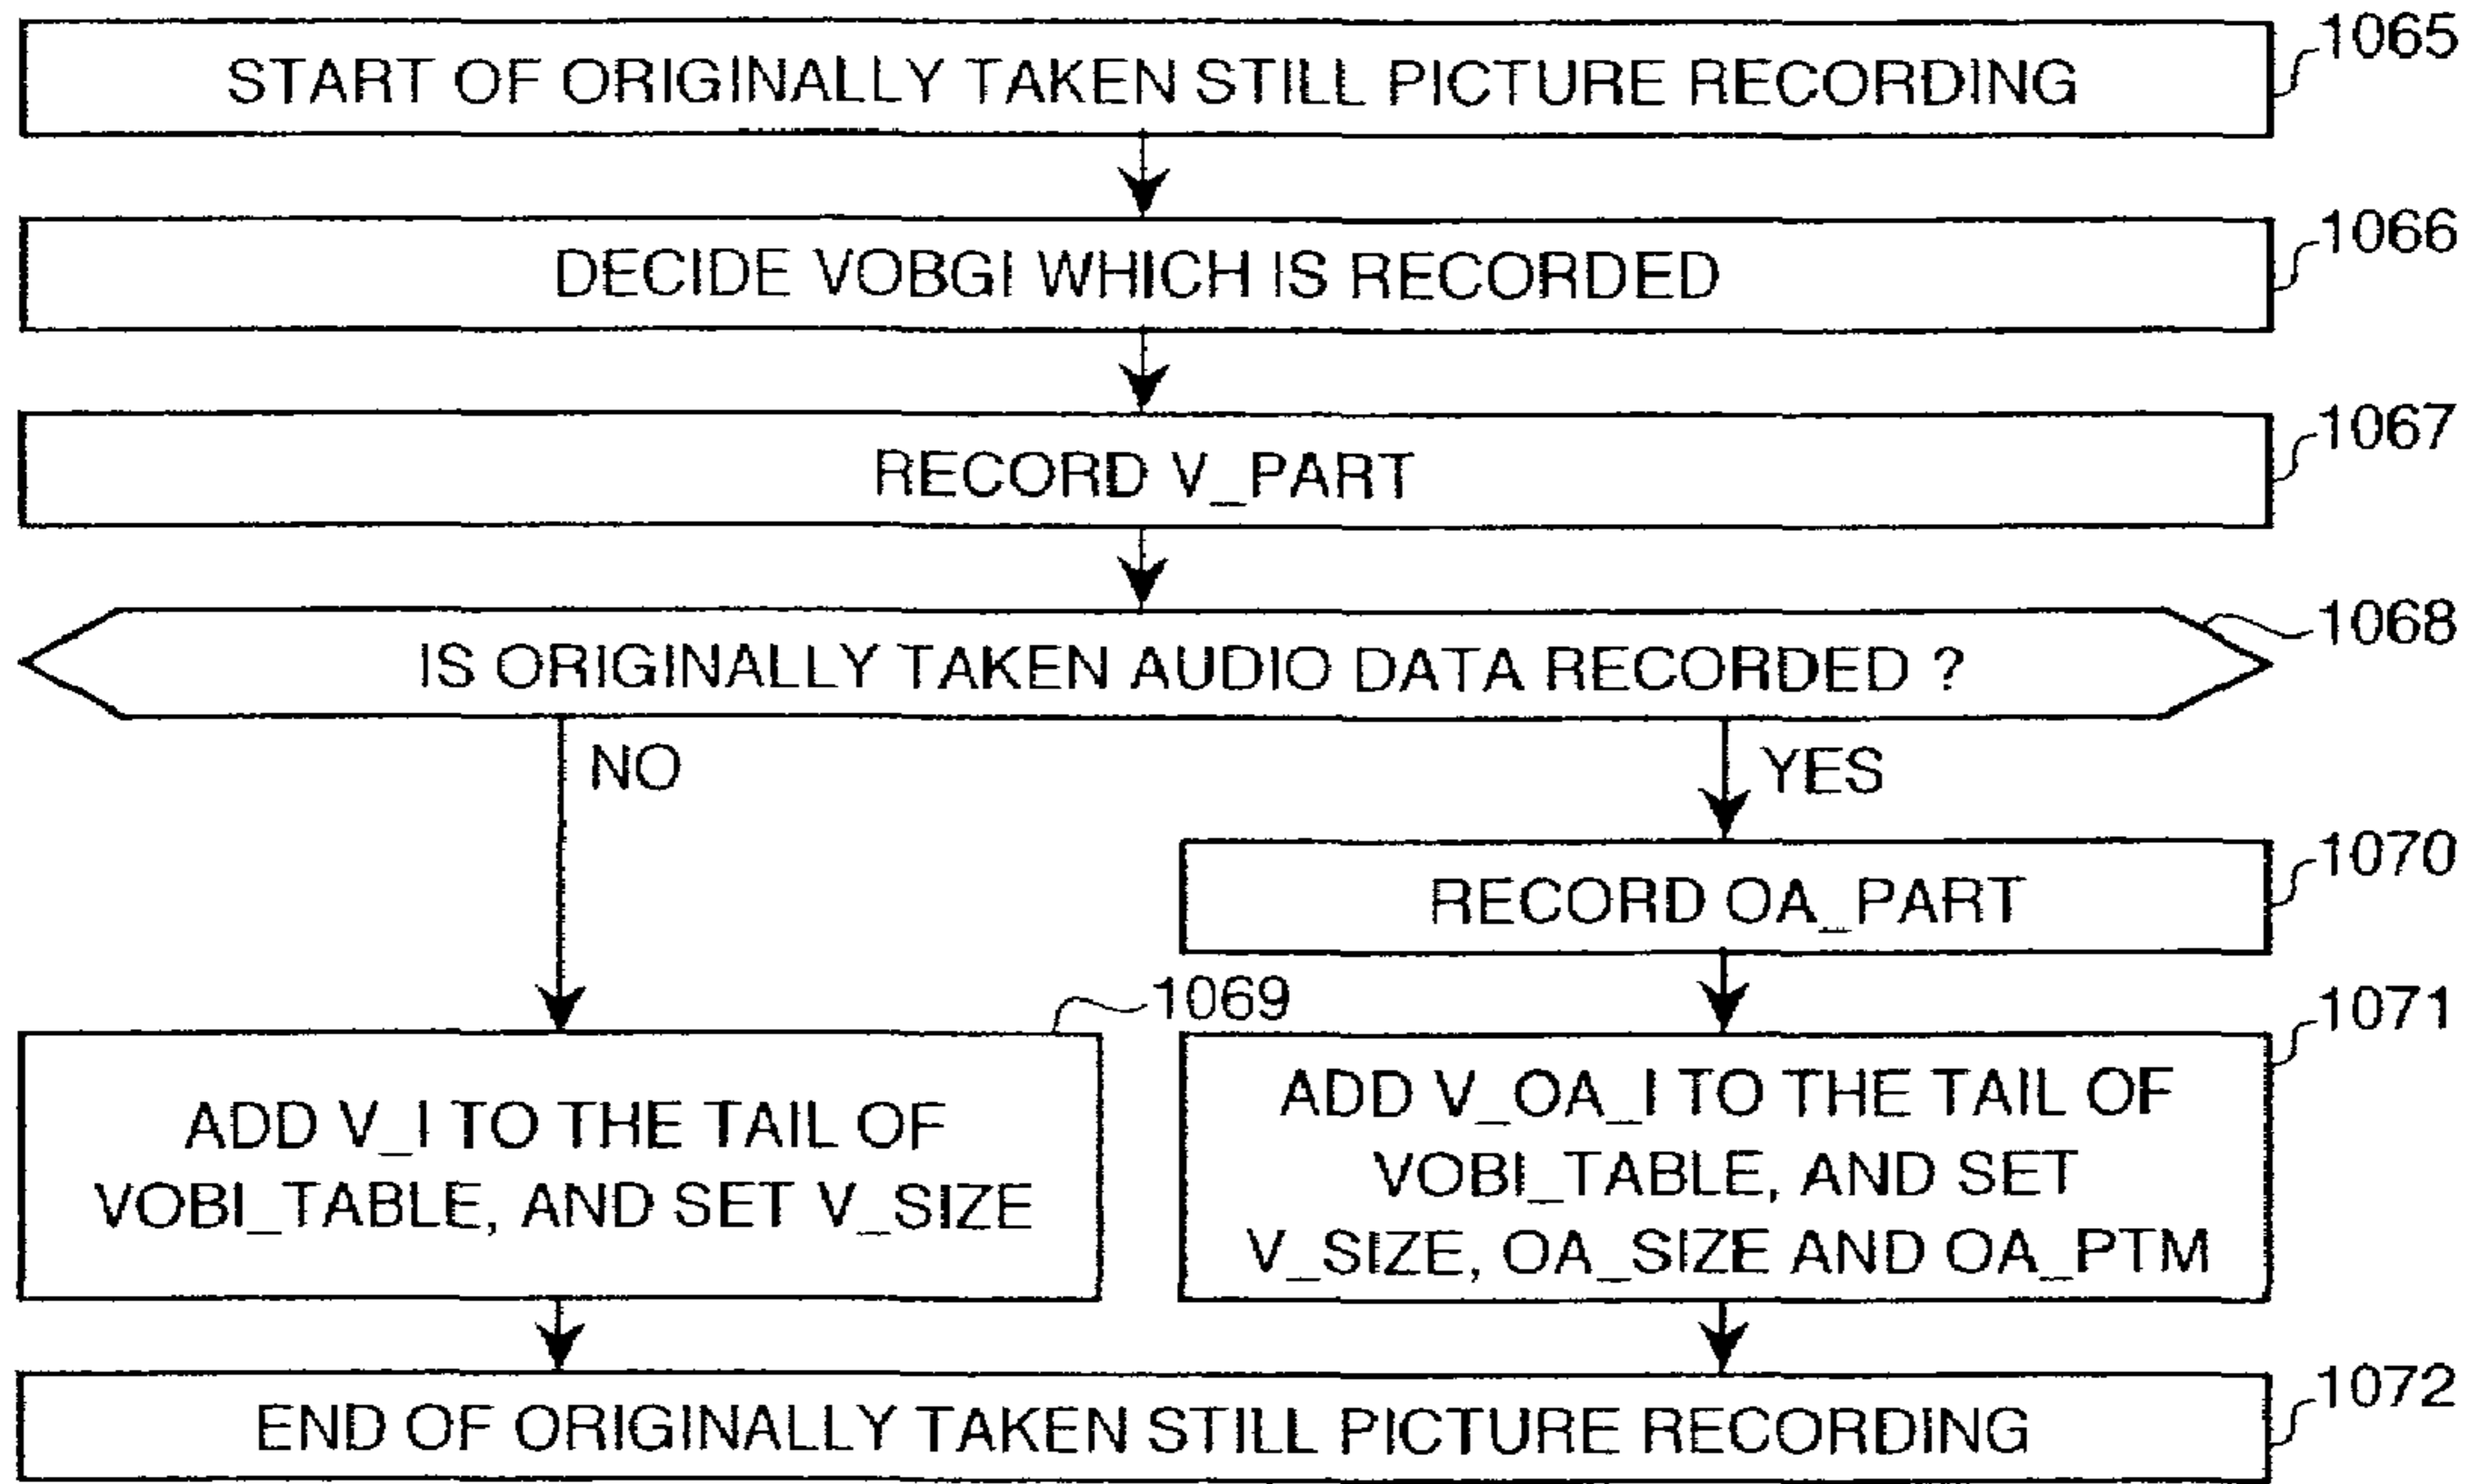 START OF ORIGINALLY TAKEN STILL PICTURE RECORDING
1065
DECIDE VOBGI WHICH IS RECORDED
1066
RECORD V_PART
1067
IS ORIGINALLY TAKEN AUDIO DATA RECORDED ?
1068
NO
YES
RECORD OA_PART
1070
1069
ADD V_I TO THE TAIL OF
VOBI_TABLE, AND SET V_SIZE
1071
ADD V_OA_I TO THE TAIL OF
VOBI_TABLE, AND SET
V_SIZE, OA_SIZE AND OA_PTM
END OF ORIGINALLY TAKEN STILL PICTURE RECORDING
1072